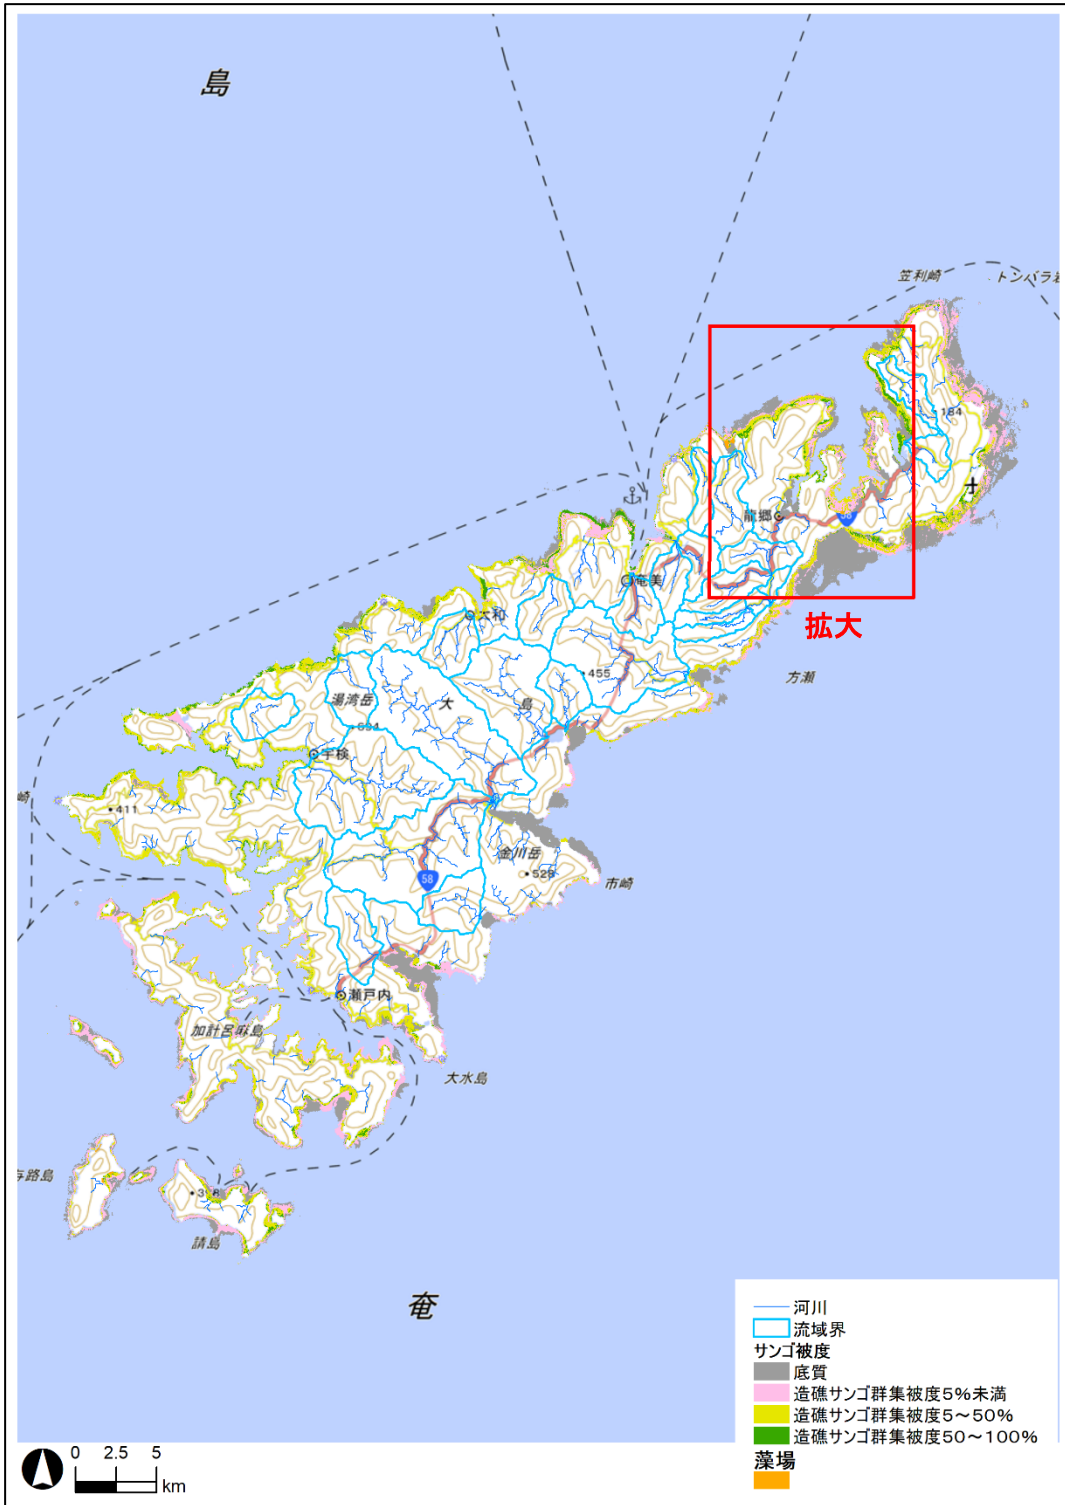 島
笠利崎
トンバラ岩
184
龍郷
58
奄美
拡大
大和
455
方瀬
湯湾岳
大
島
694
宇検
崎
411
金川岳
58
528
市崎
瀬戸内
加計呂麻島
大水島
与路島
398
請島
奄
河川
流域界
サンゴ被度
底質
造礁サンゴ群集被度5%未満
造礁サンゴ群集被度5～50%
造礁サンゴ群集被度50～100%
藻場
0 2.5 5
km